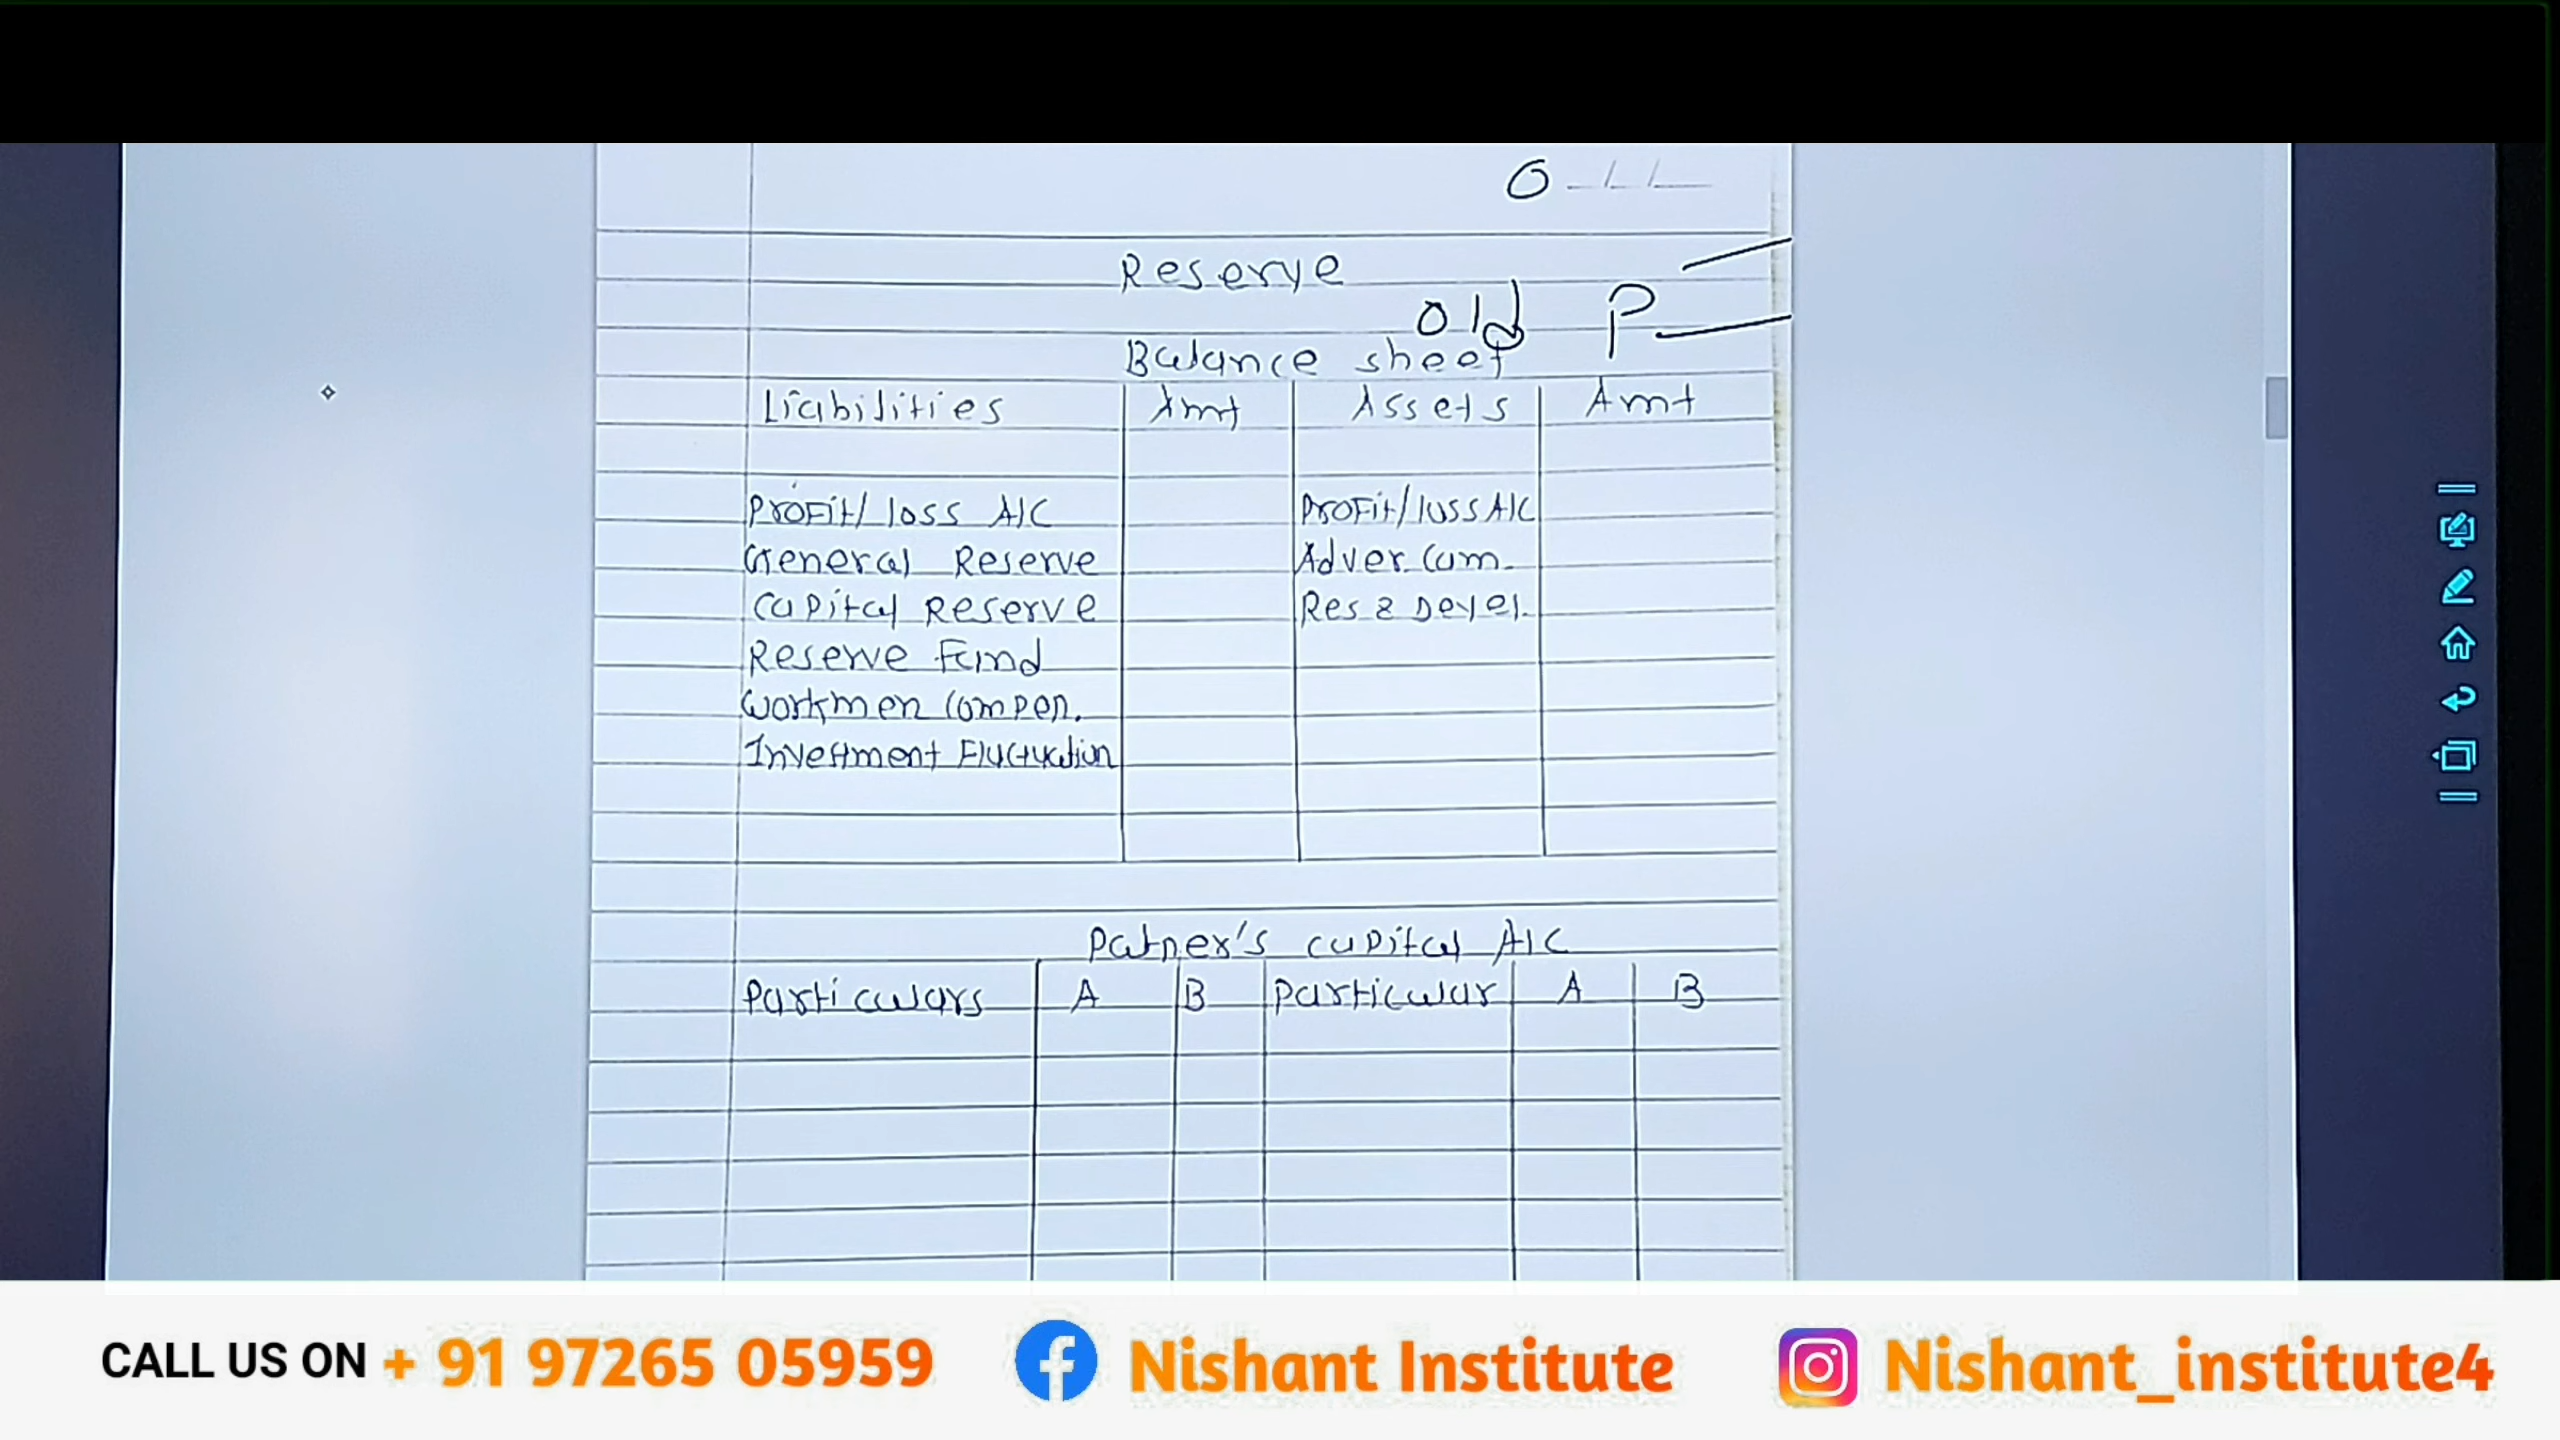 O
Reserve
old P
Balance sheet
Liabilities Amt Assets Amt
Profit/loss A/C Profit/loss A/C
General Reserve Adver. Cam.
Capital Reserve Res & Devel.
Reserve Fund
Workmen Compen.
Investment Fluctuation
Patner's capital A/C
Particulars A B Particular A B
CALL US ON + 91 97265 05959 Nishant Institute Nishant_institute4